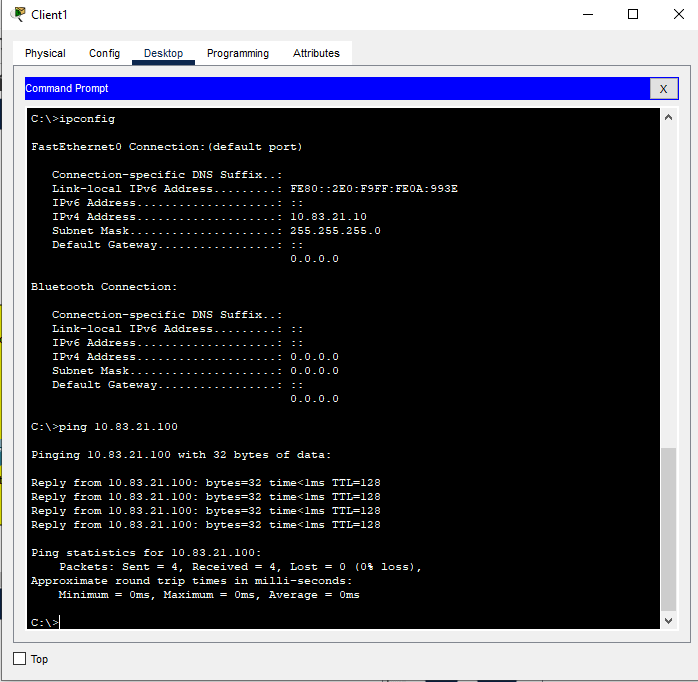 Client1
Physical Config Desktop Programming Attributes
Command Prompt X
C:\>ipconfig
FastEthernet0 Connection:(default port)
Connection-specific DNS Suffix..:
Link-local IPv6 Address.........: FE80::2E0:F9FF:FE0A:993E
IPv6 Address....................: ::
IPv4 Address....................: 10.83.21.10
Subnet Mask.....................: 255.255.255.0
Default Gateway.................: ::
0.0.0.0
Bluetooth Connection:
Connection-specific DNS Suffix..:
Link-local IPv6 Address.........: ::
IPv6 Address....................: ::
IPv4 Address....................: 0.0.0.0
Subnet Mask.....................: 0.0.0.0
Default Gateway.................: ::
0.0.0.0
C:\>ping 10.83.21.100
Pinging 10.83.21.100 with 32 bytes of data:
Reply from 10.83.21.100: bytes=32 time<1ms TTL=128
Reply from 10.83.21.100: bytes=32 time<1ms TTL=128
Reply from 10.83.21.100: bytes=32 time<1ms TTL=128
Reply from 10.83.21.100: bytes=32 time<1ms TTL=128
Ping statistics for 10.83.21.100:
Packets: Sent = 4, Received = 4, Lost = 0 (0% loss),
Approximate round trip times in milli-seconds:
Minimum = 0ms, Maximum = 0ms, Average = 0ms
C:\>
Top